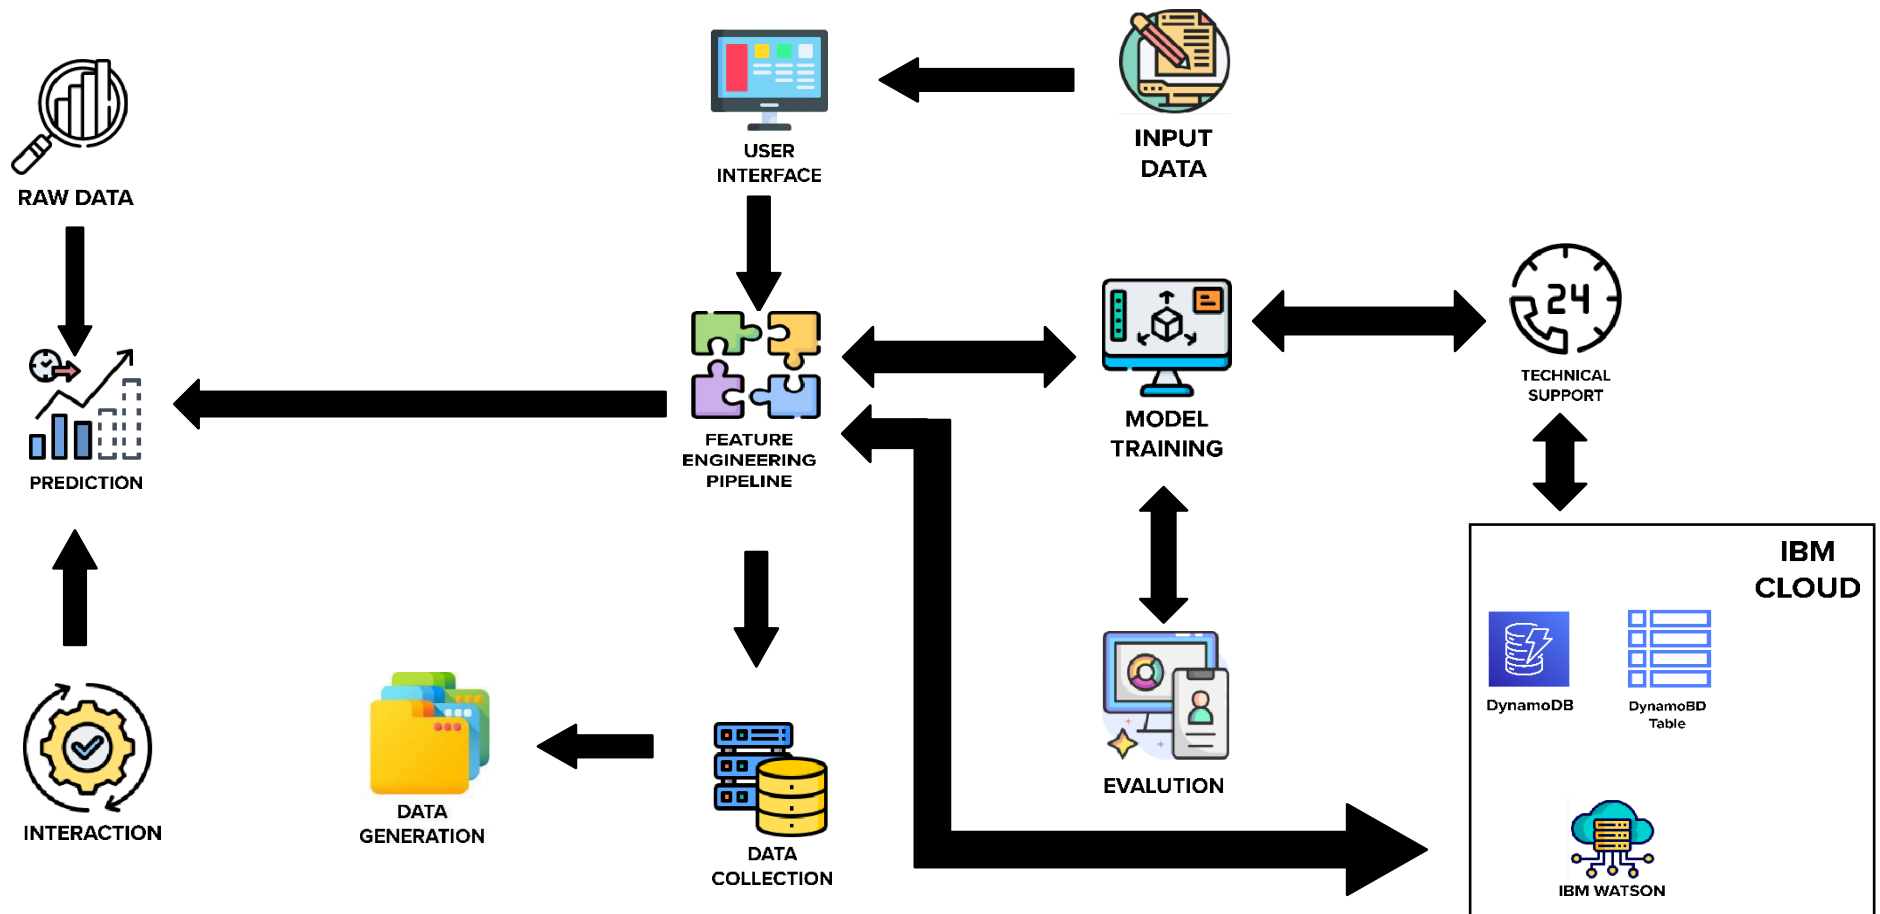 INPUT
DATA
USER
INTERFACE
RAW DATA
24
TECHNICAL
SUPPORT
MODEL
TRAINING
FEATURE
ENGINEERING
PIPELINE
PREDICTION
IBM
CLOUD
DynamoDB
DynamoBD
Table
EVALUTION
DATA
GENERATION
INTERACTION
DATA
COLLECTION
IBM WATSON